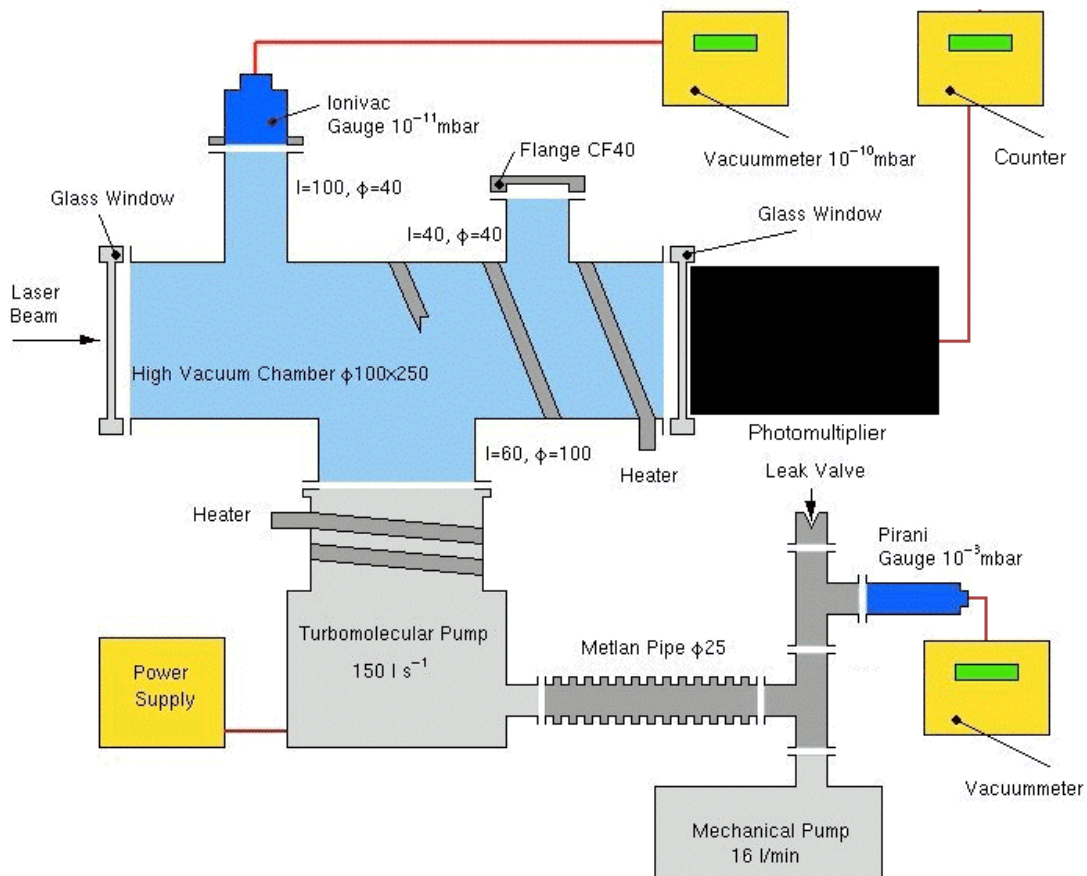 Ionivac
Gauge 10⁻¹¹mbar
Flange CF40
Vacuummeter 10⁻¹⁰mbar
Counter
Glass Window
l=100, ϕ=40
l=40, ϕ=40
Glass Window
Laser
Beam
High Vacuum Chamber ϕ100x250
l=60, ϕ=100
Photomultiplier
Heater
Leak Valve
Heater
Pirani
Gauge 10⁻³mbar
Turbomolecular Pump
150 l s⁻¹
Metlan Pipe ϕ25
Power
Supply
Vacuummeter
Mechanical Pump
16 l/min